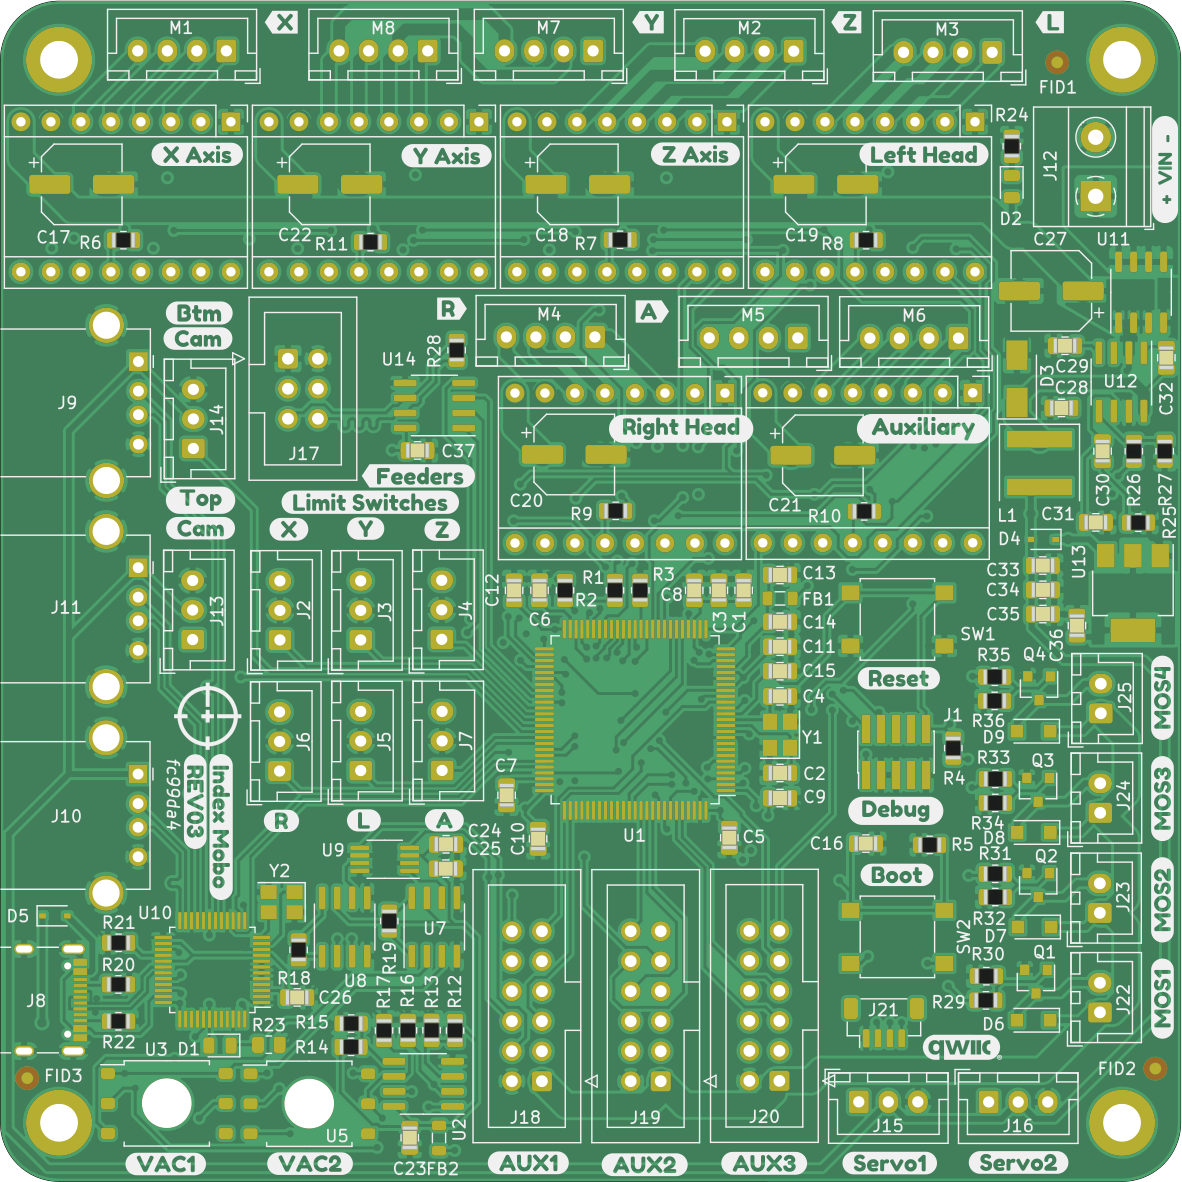 M1 X M8 M7 Y M2 Z M3 L
FID1
R24
J12
+ VIN -
X Axis Y Axis Z Axis Left Head
+ + + +
D2
C17 R6 C22 R11 C18 R7 C19 R8 C27 U11
R M4 A M5 M6
+
Btm
Cam
U14 R28
D3 C29 U12 C32
C28
J9 J14 J17
+ Right Head + Auxiliary
C37
Feeders
Limit Switches
Top
Cam
X Y Z
C20 R9 C21 R10
L1 C31 C30 R26 R27
D4 R25
U13
C33
C34
C35
C36
C12 C6 R1 R2 R3 C8 C3 C1
C13
FB1
C14
C11
C15
C4
Y1
C2
C9
J11 J13 J2 J3 J4
SW1
Reset
R35 Q4
R36
D9
J25
MOS4
J6 J5 J7
J1
R4
Debug
Index Mobo
REV03
fc99da4
J10
R L A
C7
C10 U1 C5
C16 R5
Boot
R33 Q3
R34
D8
J24
MOS3
C24
C25
U9
Y2
R31 Q2
R32
D7
J23
MOS2
D5 R21 U10
R20
R18 U8 R19 U7
SW2
J8 C26
R17 R16 R13 R12
R15
R14
R22 R23
U3 D1
R30 Q1
R29
D6
J22
MOS1
J21
qwiic
FID3 FID2
U5 U2
C23 FB2
J18 J19 J20 J15 J16
VAC1 VAC2 AUX1 AUX2 AUX3 Servo1 Servo2